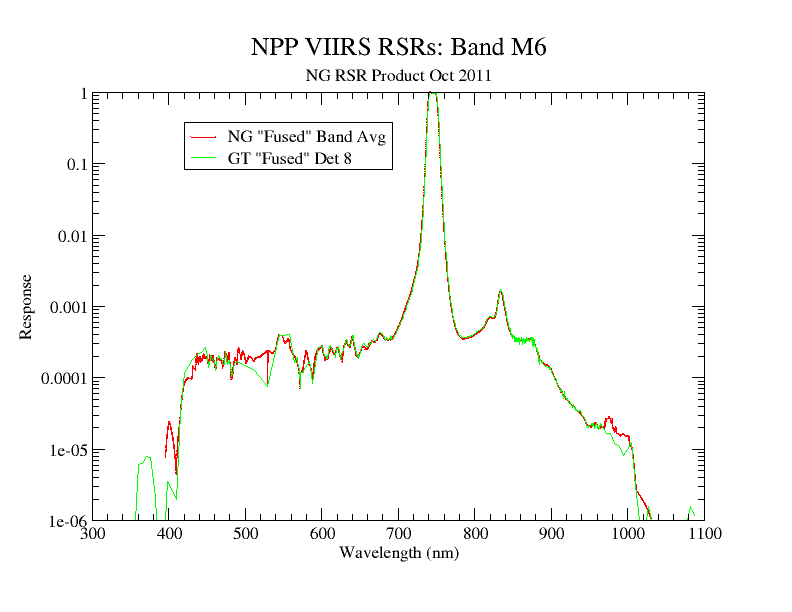 NPP VIIRS RSRs: Band M6
NG RSR Product Oct 2011
NG "Fused" Band Avg
GT "Fused" Det 8
1
0.1
0.01
0.001
0.0001
1e-05
1e-06
Response
300 400 500 600 700 800 900 1000 1100
Wavelength (nm)